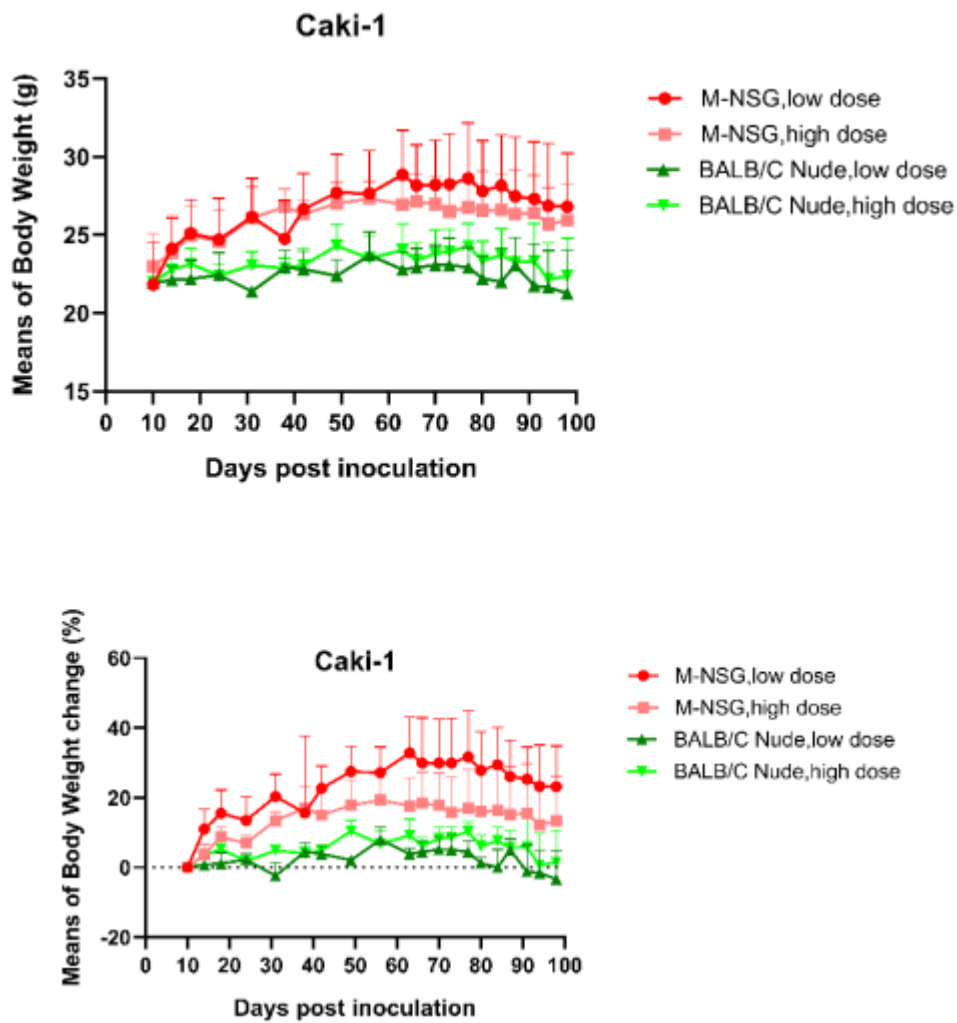 Caki-1
Means of Body Weight (g)
35
30
25
20
15
0 10 20 30 40 50 60 70 80 90 100
Days post inoculation
M-NSG,low dose
M-NSG,high dose
BALB/C Nude,low dose
BALB/C Nude,high dose
Caki-1
Means of Body Weight change (%)
60
40
20
0
-20
0 10 20 30 40 50 60 70 80 90 100
Days post inoculation
M-NSG,low dose
M-NSG,high dose
BALB/C Nude,low dose
BALB/C Nude,high dose